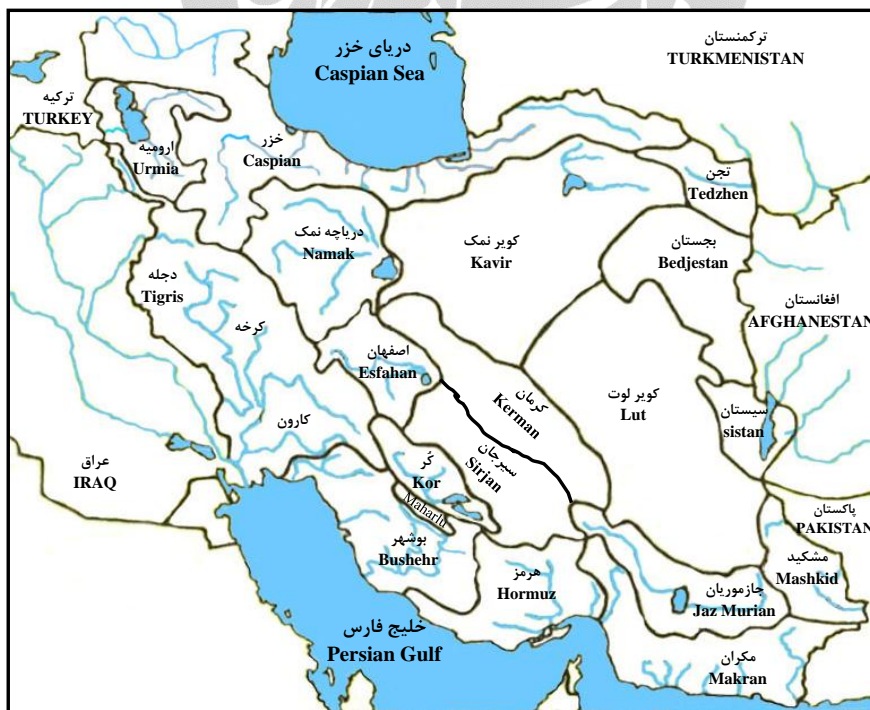 دریای خزر
Caspian Sea
ترکمنستان
TURKMENISTAN
ترکیه
TURKEY
ارومیه
Urmia
خزر
Caspian
تجن
Tedzhen
دریاچه نمک
Namak
کویر نمک
Kavir
بجستان
Bedjestan
دجله
Tigris
کرخه
افغانستان
AFGHANESTAN
اصفهان
Esfahan
کرمان
Kerman
کویر لوت
Lut
سیستان
sistan
کارون
سیرجان
Sirjan
عراق
IRAQ
کُر
Kor
Maharlu
پاکستان
PAKISTAN
بوشهر
Bushehr
هرمز
Hormuz
مشکید
Mashkid
جازموریان
Jaz Murian
خلیج فارس
Persian Gulf
مکران
Makran